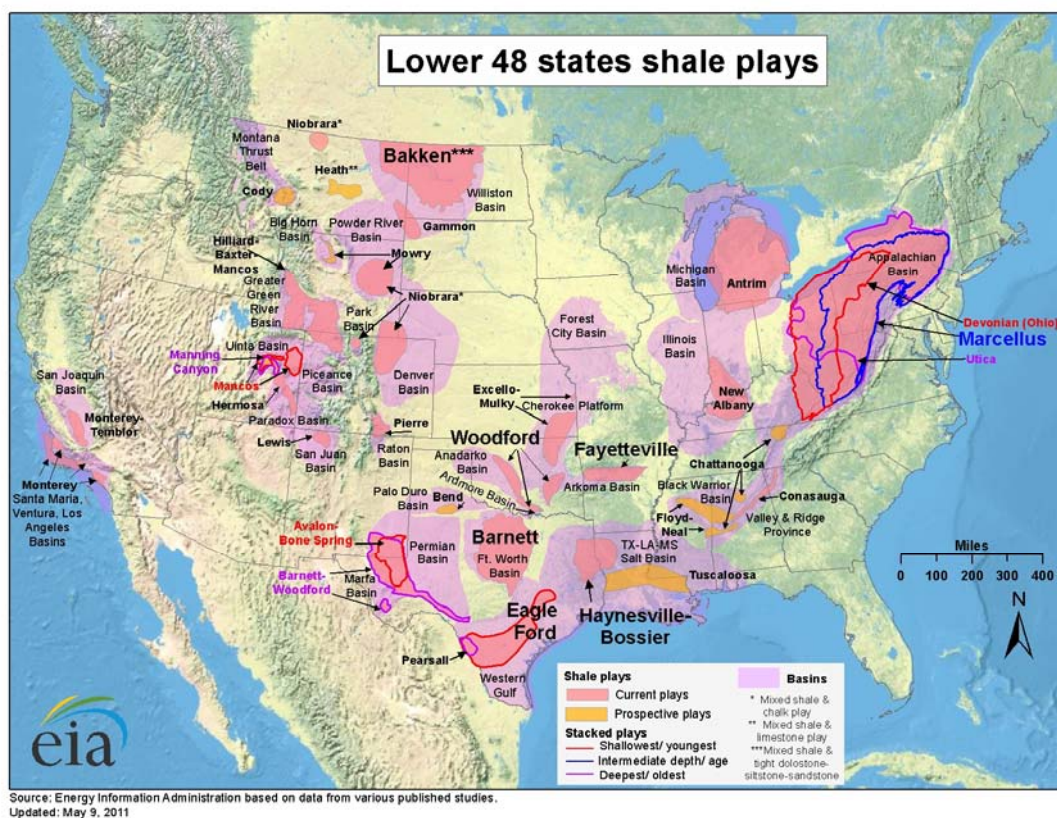 Lower 48 states shale plays
Niobrara*
Montana
Thrust
Belt
Bakken***
Heath**
Cody
Williston
Basin
Big Horn
Basin
Powder River
Basin
Gammon
Hilliard-
Baxter-
Mancos
Mowry
Greater
Green
River
Basin
Niobrara*
Park
Basin
Michigan
Basin
Antrim
Appalachian
Basin
Devonian (Ohio)
Marcellus
Utica
Forest
City Basin
Illinois
Basin
Uinta Basin
Manning
Canyon
Mancos
Piceance
Basin
Denver
Basin
Hermosa
Paradox Basin
San Joaquin
Basin
Monterey-
Temblor
Excello-
Mulky
Cherokee Platform
New
Albany
Lewis
San Juan
Basin
Pierre
Raton
Basin
Woodford
Anadarko
Basin
Fayetteville
Arkoma Basin
Chattanooga
Monterey
Santa Maria,
Ventura, Los
Angeles
Basins
Palo Duro
Basin
Bend
Ardmore Basin
Black Warrior
Basin
Conasauga
Floyd-
Neal
Valley & Ridge
Province
Avalon-
Bone Spring
Permian
Basin
Barnett
Ft. Worth
Basin
TX-LA-MS
Salt Basin
Tuscaloosa
Barnett-
Woodford
Marfa
Basin
Eagle
Ford
Haynesville-
Bossier
Pearsall
Western
Gulf
Miles
0 100 200 300 400
N
Shale plays
Current plays
Prospective plays
Stacked plays
Shallowest/ youngest
Intermediate depth/ age
Deepest/ oldest
Basins
* Mixed shale &
chalk play
** Mixed shale &
limestone play
***Mixed shale &
tight dolostone-
siltstone-sandstone
eia
Source: Energy Information Administration based on data from various published studies.
Updated: May 9, 2011